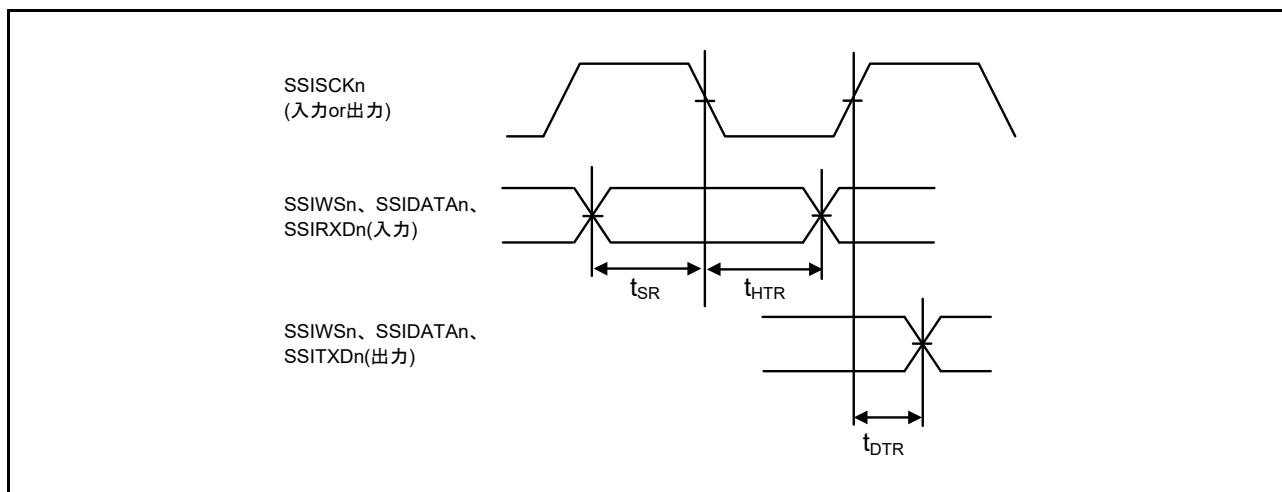 SSISCKn
(入力or出力)
SSIWSn、SSIDATAn、
SSIRXDn(入力)
tSR
tHTR
SSIWSn、SSIDATAn、
SSITXDn(出力)
tDTR